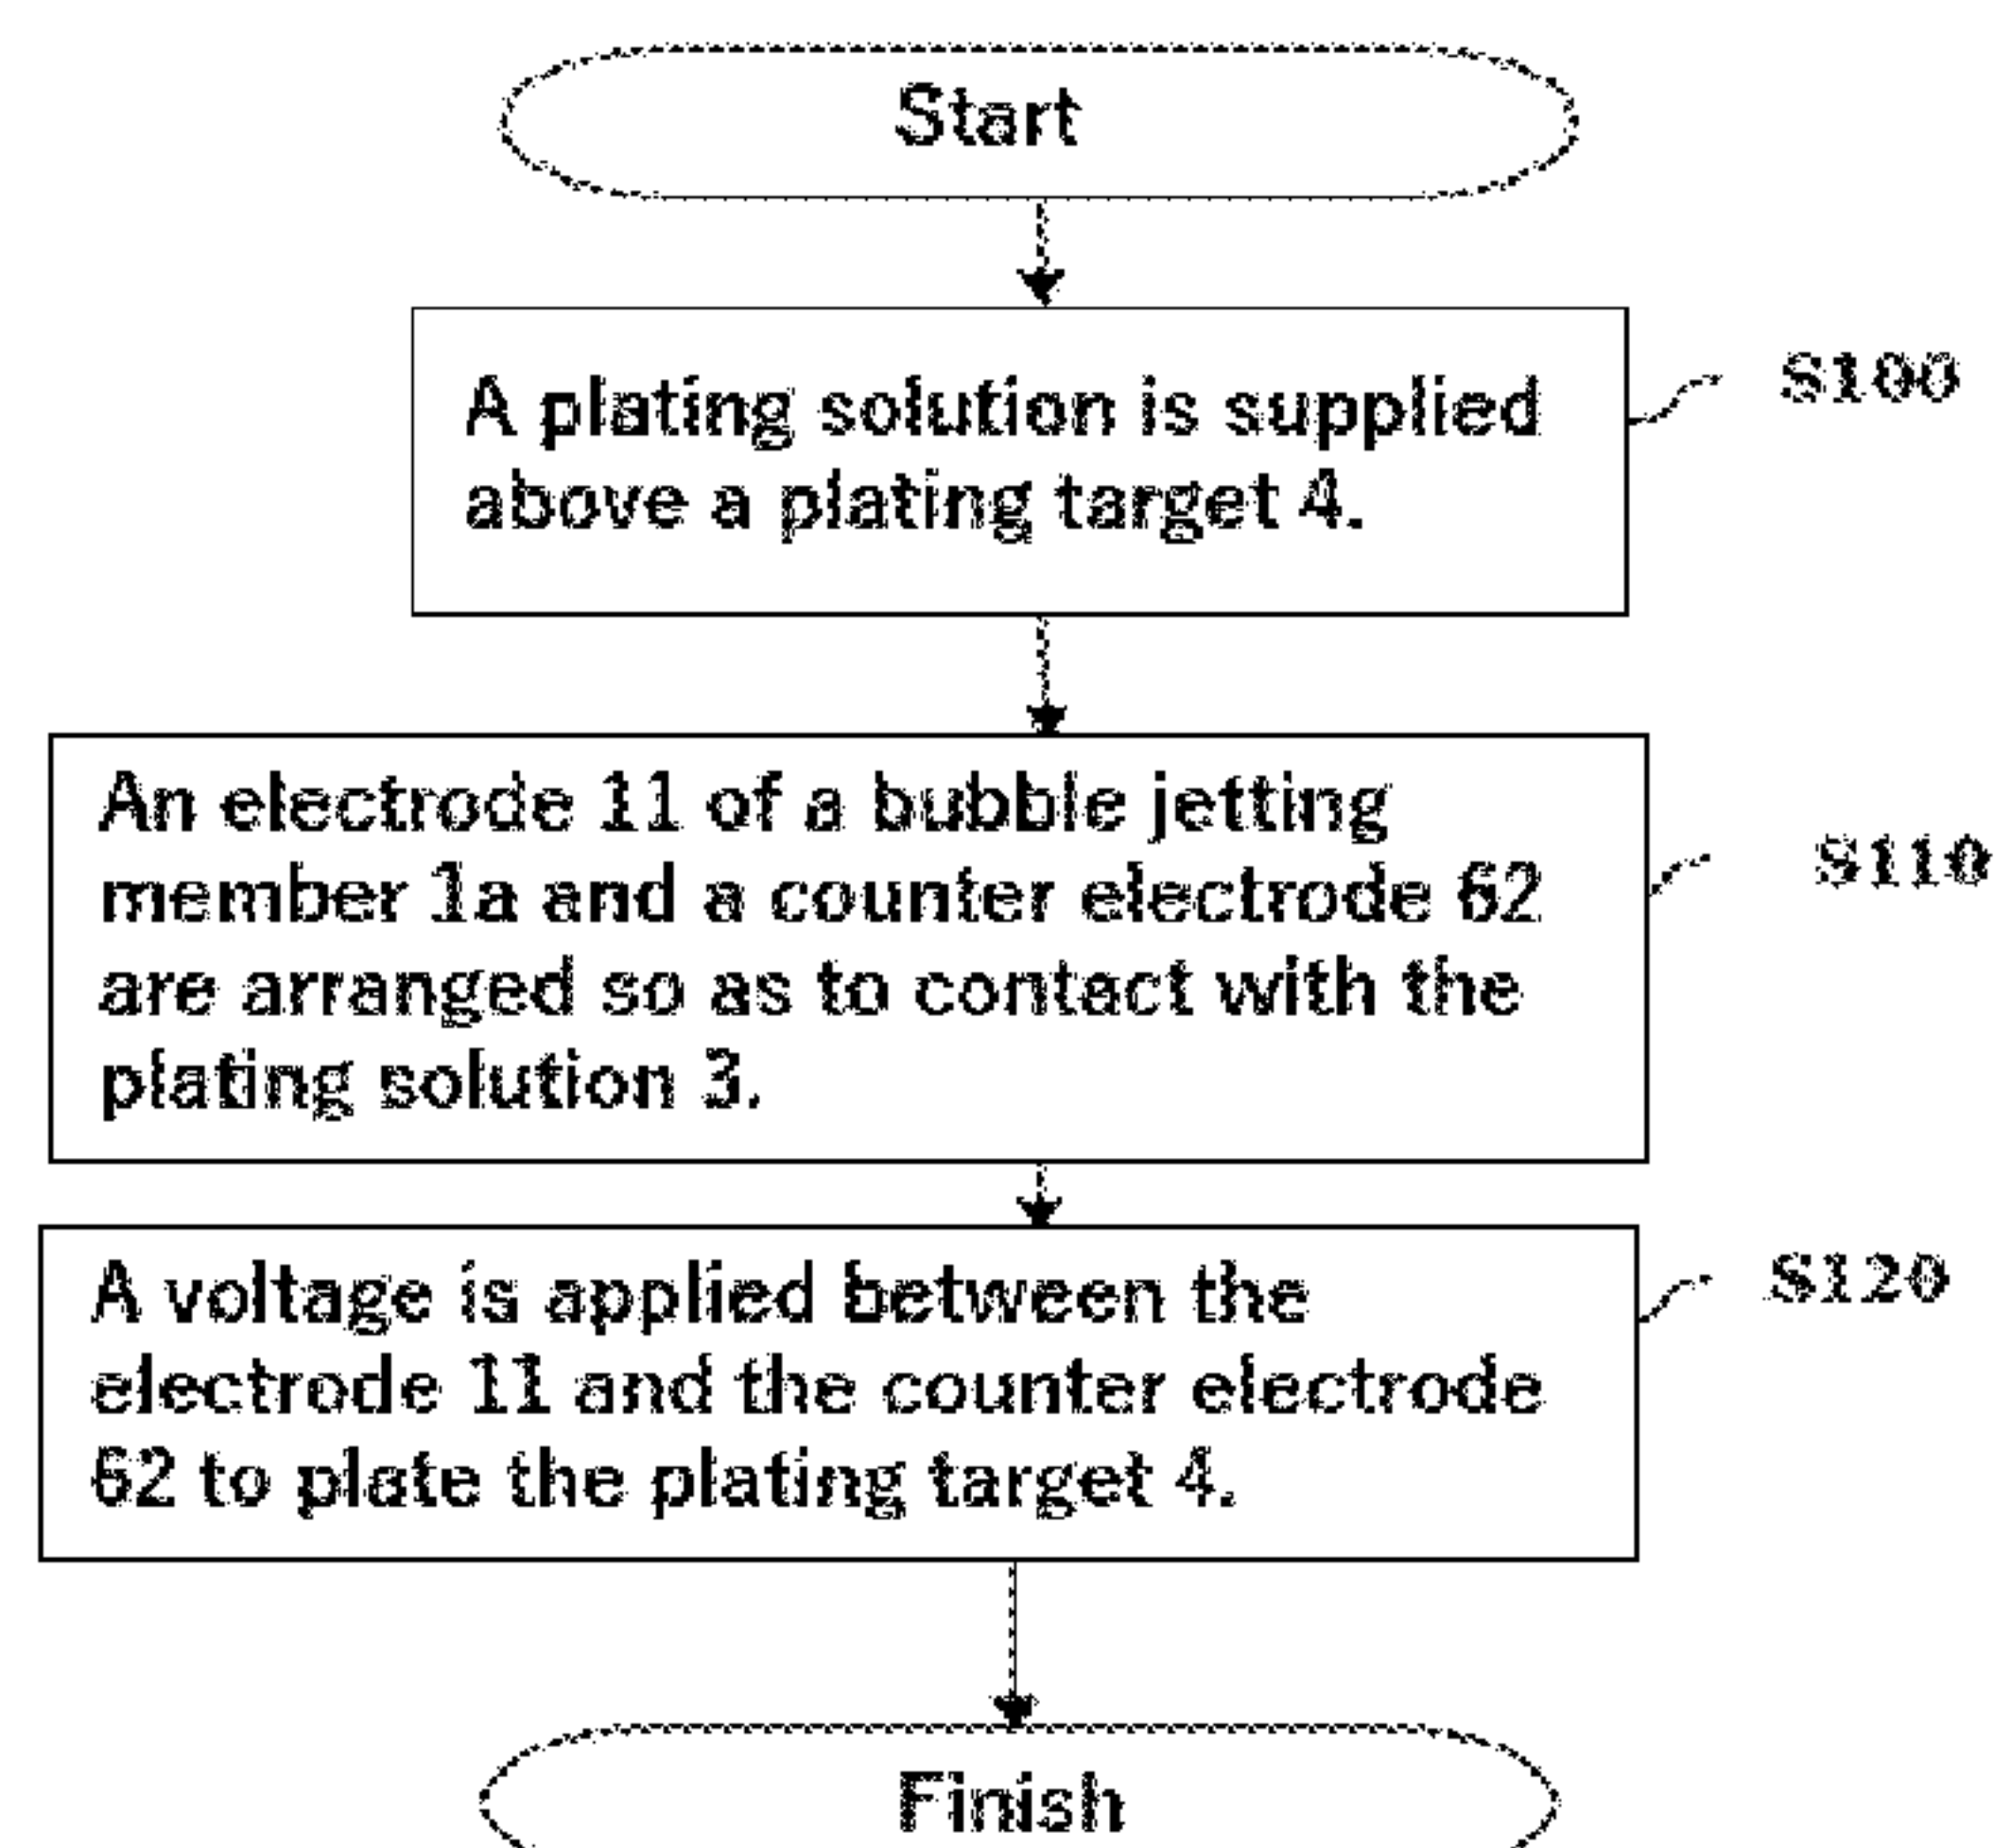 Start
A plating solution is supplied
above a plating target 4.
S100
An electrode 11 of a bubble jetting
member 1a and a counter electrode 62
are arranged so as to contact with the
plating solution 3.
S110
A voltage is applied between the
electrode 11 and the counter electrode
62 to plate the plating target 4.
S120
Finish